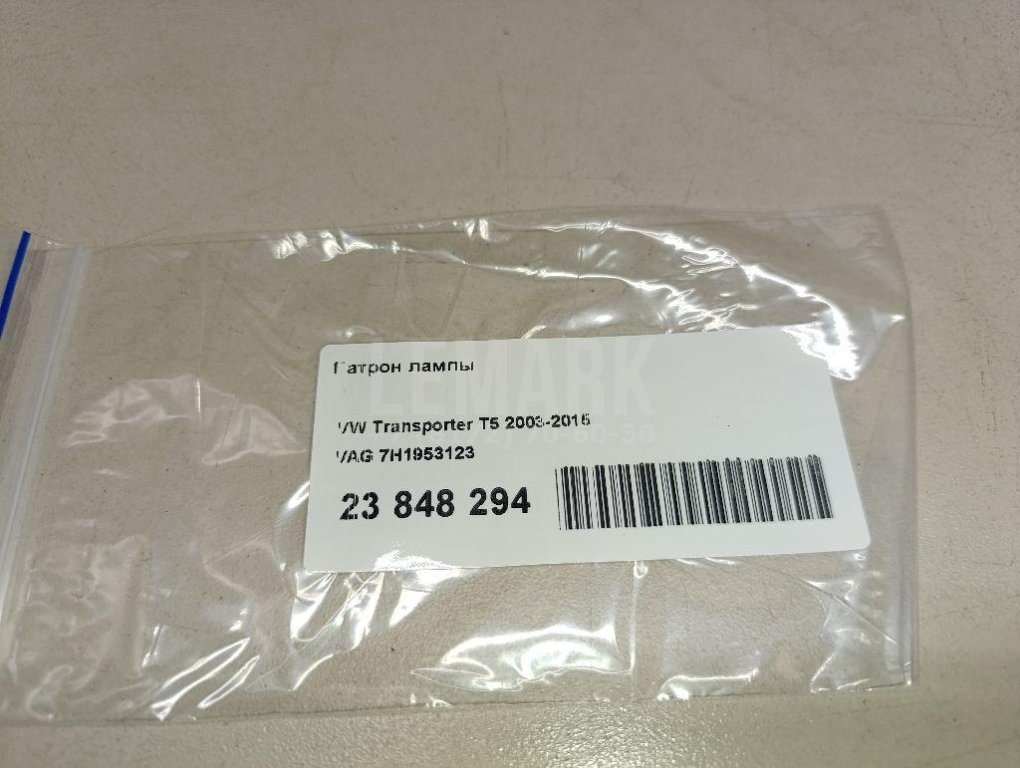 Патрон лампы
LEMARK
VW Transporter T5 2003-2015
VAG 7H1953123
23 848 294